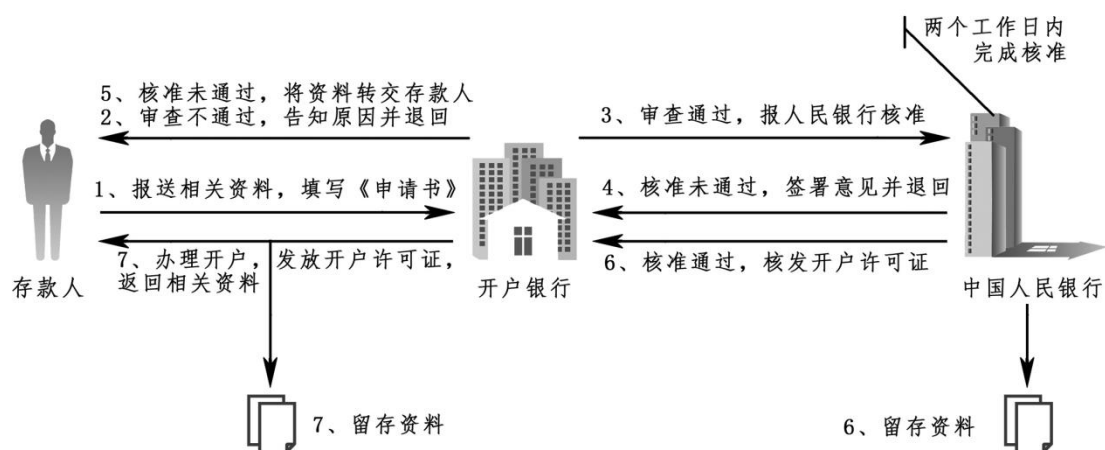 两个工作日内
完成核准
5、核准未通过，将资料转交存款人
2、审查不通过，告知原因并退回
3、审查通过，报人民银行核准
1、报送相关资料，填写《申请书》
4、核准未通过，签署意见并退回
7、办理开户，发放开户许可证，
返回相关资料
6、核准通过，核发开户许可证
存款人
开户银行
中国人民银行
7、留存资料
6、留存资料